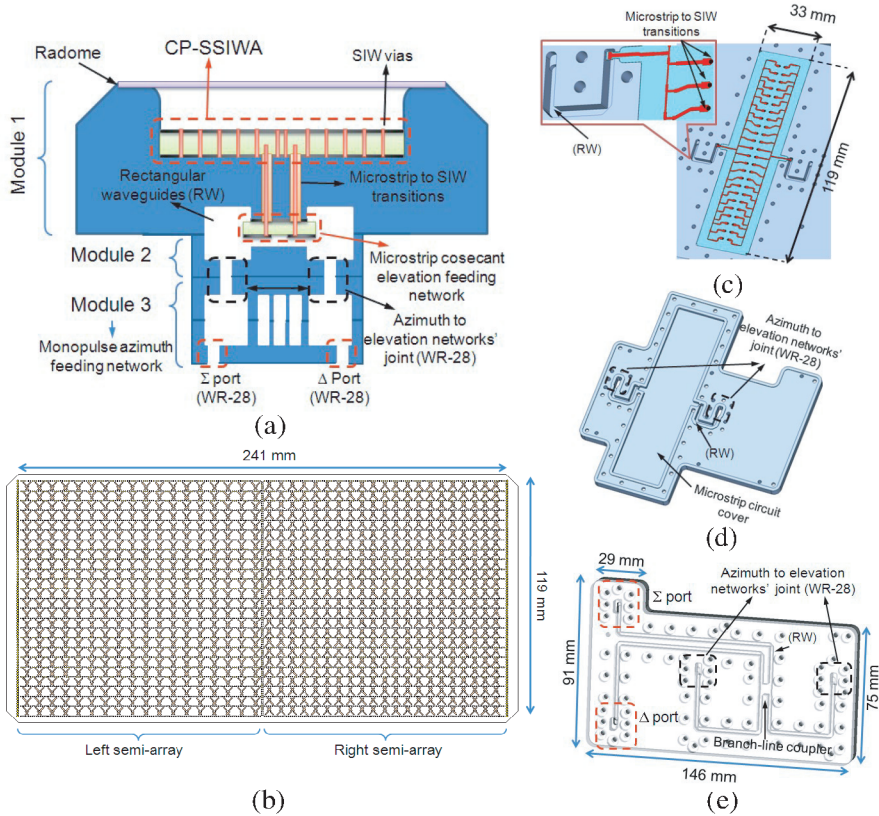 (a)
CP-SSIWA
Radome
SIW vias
Module 1
Rectangular
waveguides (RW)
Microstrip to SIW
transitions
Module 2
Microstrip cosecant
elevation feeding
network
Module 3
Azimuth to
elevation networks'
joint (WR-28)
Monopulse azimuth
feeding network
Σ port
(WR-28)
Δ Port
(WR-28)
(a)
Microstrip to SIW
transitions
33 mm
(RW)
119 mm
(c)
Azimuth to
elevation networks'
joint (WR-28)
(RW)
Microstrip circuit
cover
(d)
241 mm
119 mm
Left semi-array
Right semi-array
(b)
29 mm
Azimuth to elevation
networks' joint (WR-28)
Σ port
(RW)
91 mm
75 mm
Δ port
Branch-line coupler
146 mm
(e)